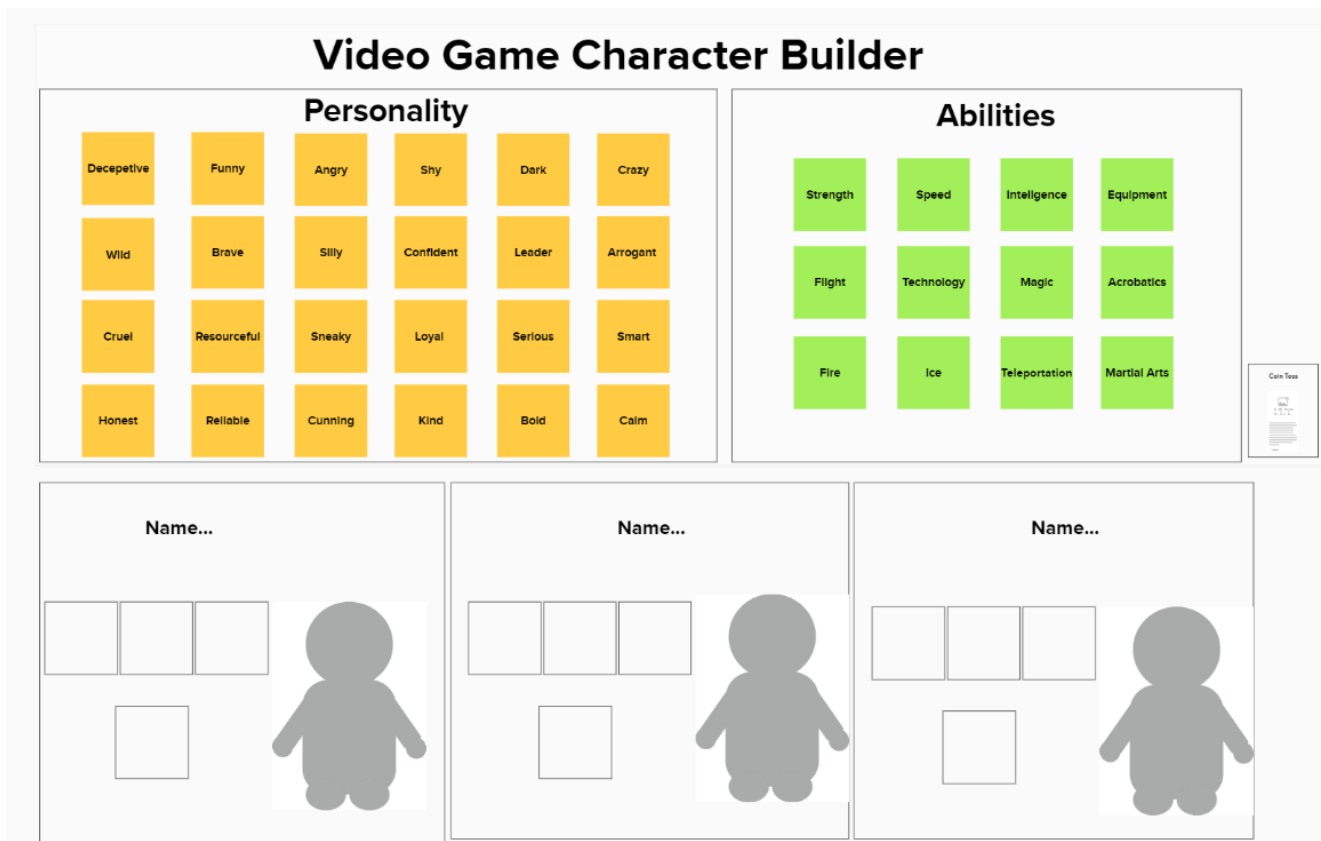 Video Game Character Builder
Personality
Decepetive
Funny
Angry
Shy
Dark
Crazy
Wild
Brave
Silly
Confident
Leader
Arrogant
Cruel
Resourceful
Sneaky
Loyal
Serious
Smart
Honest
Reliable
Cunning
Kind
Bold
Calm
Abilities
Strength
Speed
Inteligence
Equipment
Flight
Technology
Magic
Acrobatics
Fire
Ice
Teleportation
Martial Arts
Coin Toss
Name...
Name...
Name...